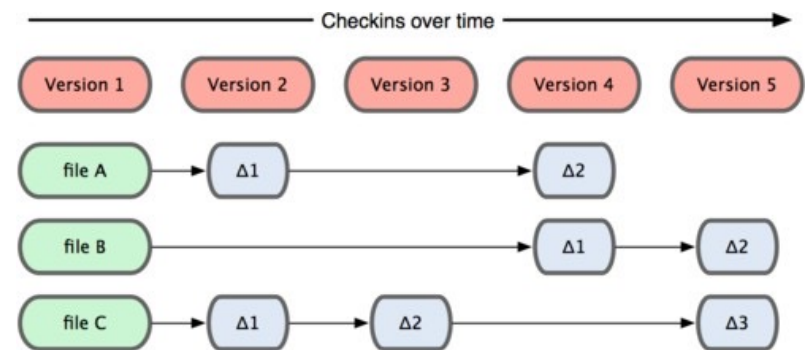 Checkins over time
Version 1 Version 2 Version 3 Version 4 Version 5
file A Δ1 Δ2
file B Δ1 Δ2
file C Δ1 Δ2 Δ3